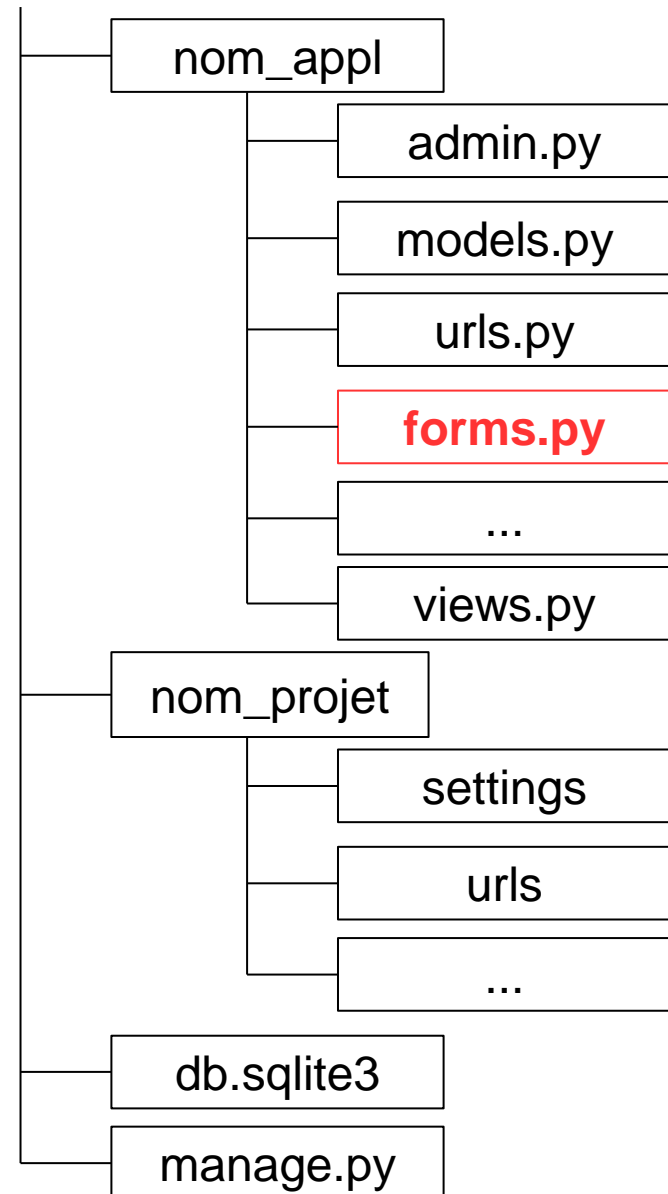 nom_appl
admin.py
models.py
urls.py
forms.py
...
views.py
nom_projet
settings
urls
...
db.sqlite3
manage.py